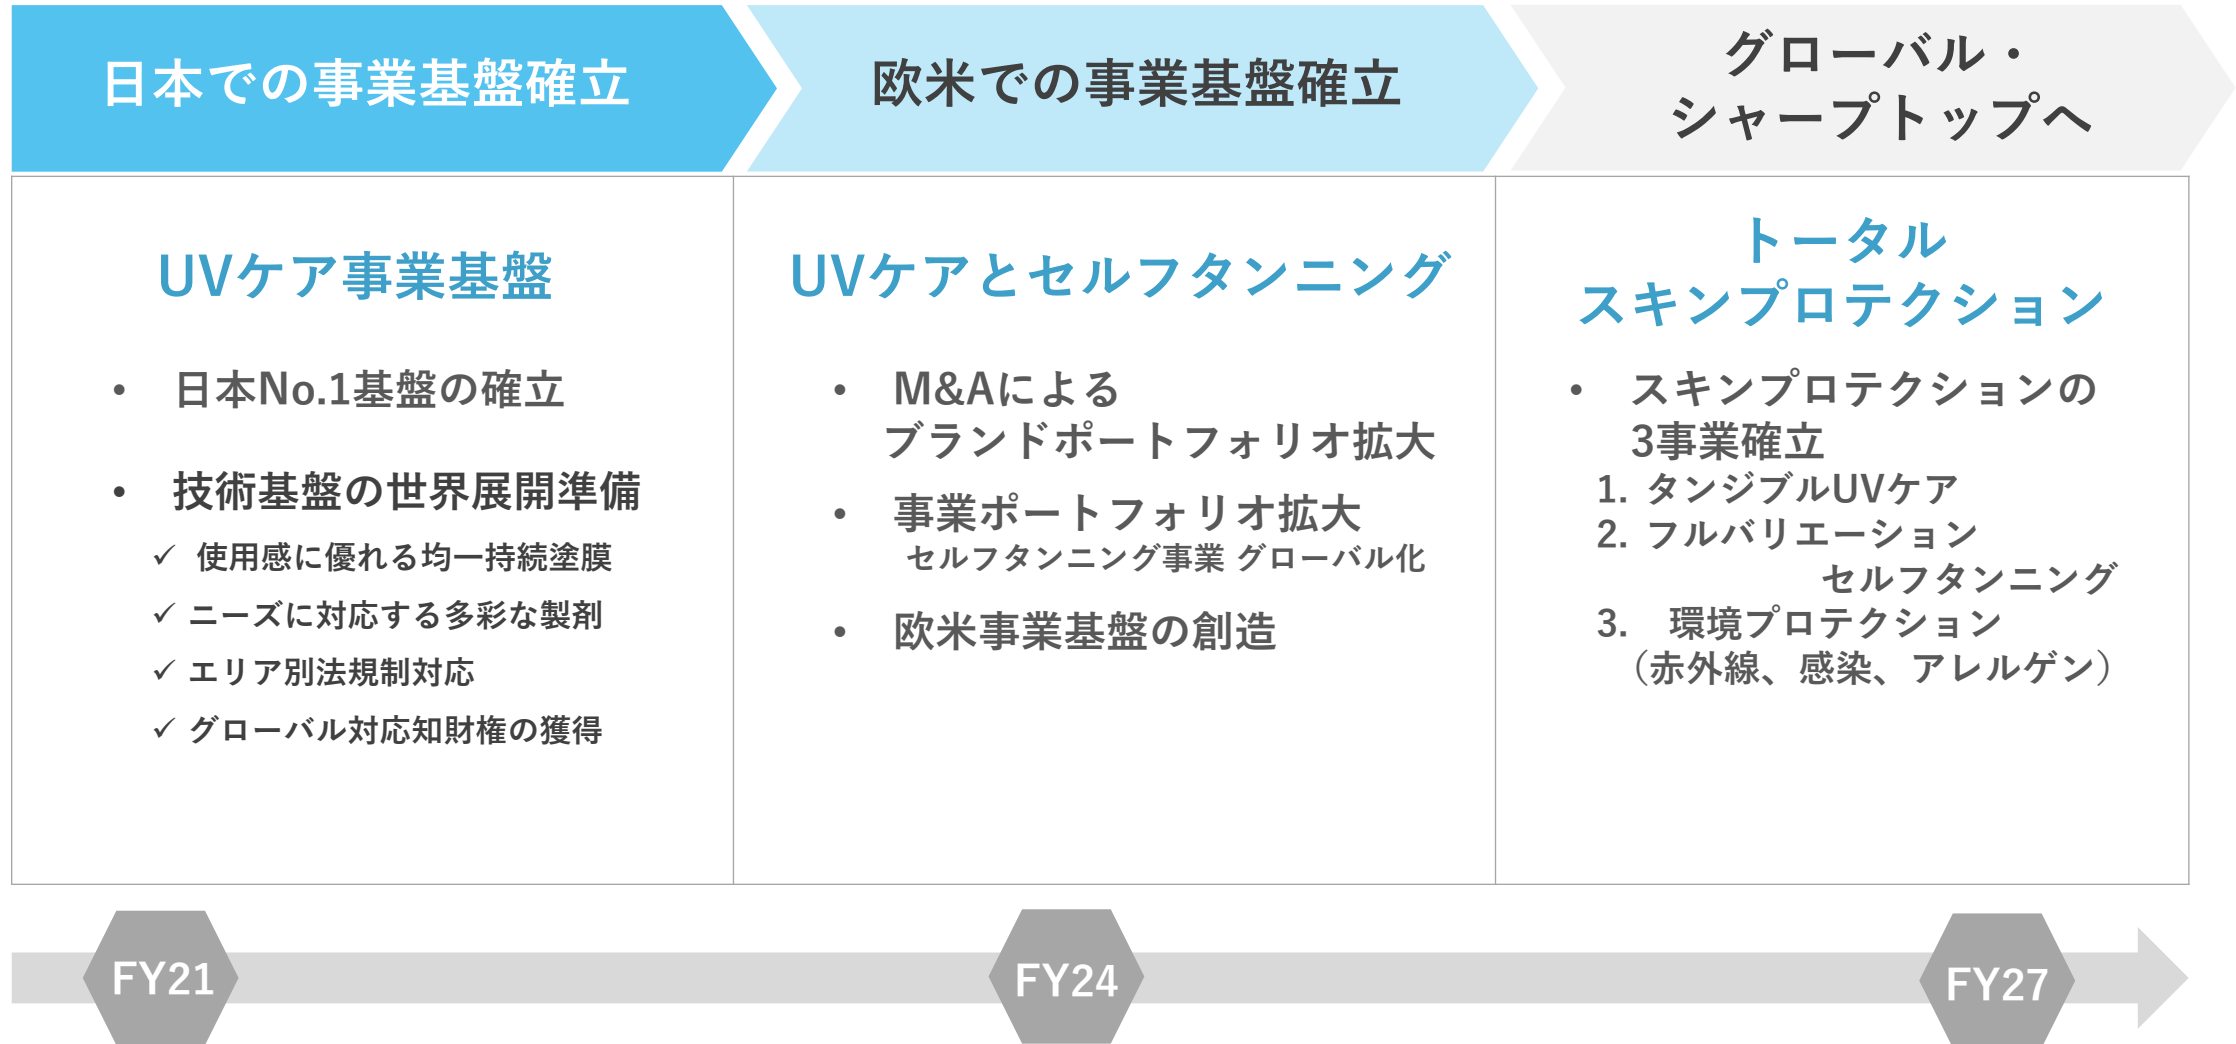 日本での事業基盤確立
欧米での事業基盤確立
グローバル・
シャープトップへ
UVケア事業基盤
• 日本No.1基盤の確立
• 技術基盤の世界展開準備
✓ 使用感に優れる均一持続塗膜
✓ ニーズに対応する多彩な製剤
✓ エリア別法規制対応
✓ グローバル対応知財権の獲得
UVケアとセルフタンニング
• M&Aによる
ブランドポートフォリオ拡大
• 事業ポートフォリオ拡大
セルフタンニング事業 グローバル化
• 欧米事業基盤の創造
トータル
スキンプロテクション
• スキンプロテクションの
3事業確立
1. タンジブルUVケア
2. フルバリエーション
セルフタンニング
3. 環境プロテクション
（赤外線、感染、アレルゲン）
FY21
FY24
FY27